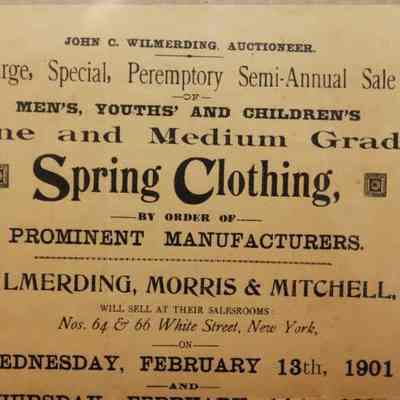 JOHN C. WILMERDING, AUCTIONEER.
arge, Special, Peremptory Semi-Annual Sale
—OF—
MEN'S, YOUTHS' AND CHILDREN'S
ne and Medium Grad
Spring Clothing,
—BY ORDER OF—
PROMINENT MANUFACTURERS.
LMERDING, MORRIS & MITCHELL,
WILL SELL AT THEIR SALESROOMS:
Nos. 64 & 66 White Street, New York,
—ON—
EDNESDAY, FEBRUARY 13th, 1901
—AND—
FEBRUARY